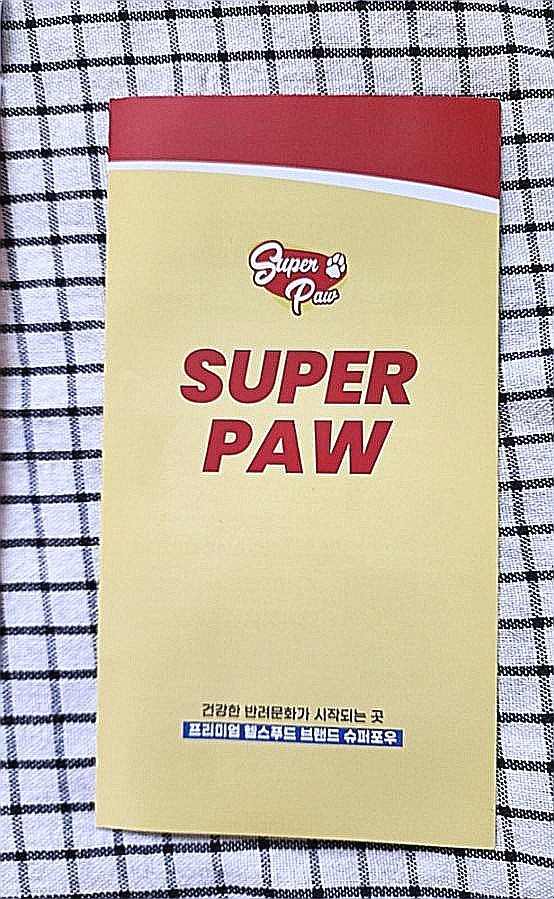 Super
Paw
SUPER
PAW
건강한 반려문화가 시작되는 곳
프리미엄 헬스푸드 브랜드 슈퍼포우